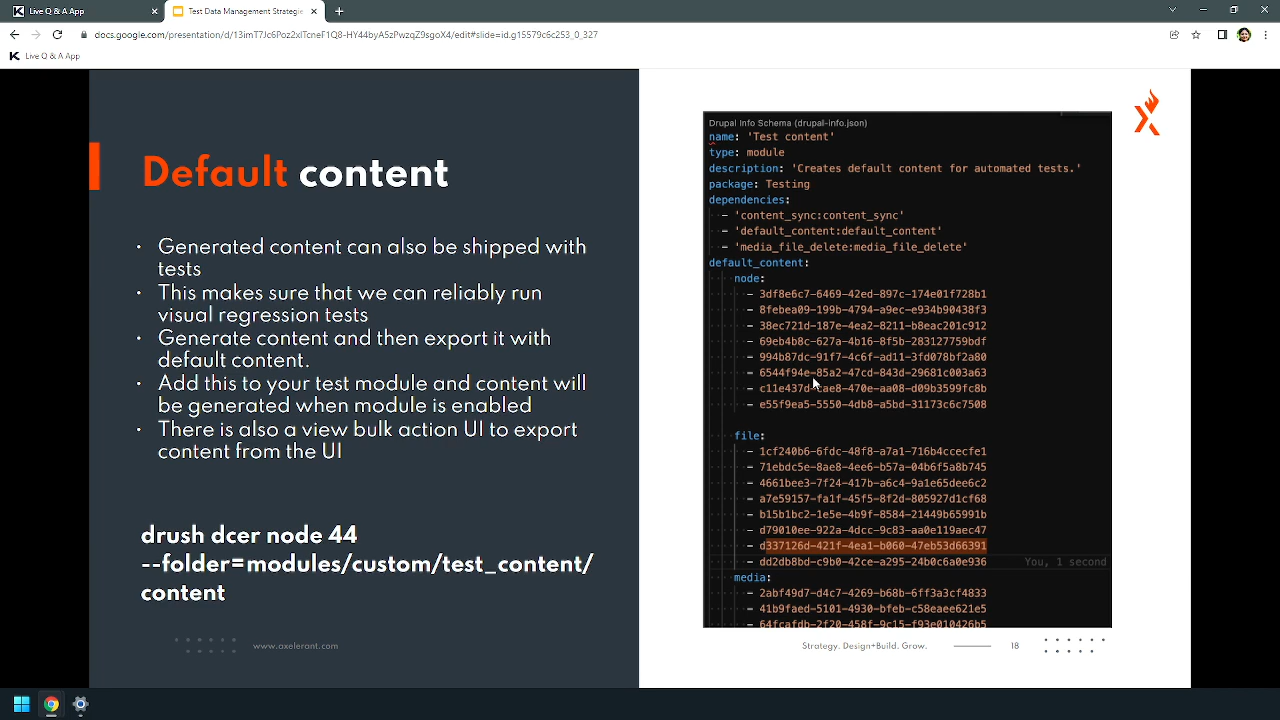 Live Q & A App
Test Data Management Strategie
docs.google.com/presentation/d/13imT7Jc6Poz2xlTcneF1Q8-HY44byA5zPwzqZ9sgoX4/edit#slide=id.g15579c6c253_0_327
Live Q & A App
Default content
• Generated content can also be shipped with
tests
• This makes sure that we can reliably run
visual regression tests
• Generate content and then export it with
default content.
• Add this to your test module and content will
be generated when module is enabled
• There is also a view bulk action UI to export
content from the UI
drush dcer node 44
--folder=modules/custom/test_content/
content
www.axelerant.com
Drupal Info Schema (drupal-info.json)
name: 'Test content'
type: module
description: 'Creates default content for automated tests.'
package: Testing
dependencies:
- 'content_sync:content_sync'
- 'default_content:default_content'
- 'media_file_delete:media_file_delete'
default_content:
node:
- 3df8e6c7-6469-42ed-897c-174e01f728b1
- 8febea09-199b-4794-a9ec-e934b90438f3
- 38ec721d-187e-4ea2-8211-b8eac201c912
- 69eb4b8c-627a-4b16-8f5b-283127759bdf
- 994b87dc-91f7-4c6f-ad11-3fd078bf2a80
- 6544f94e-85a2-47cd-843d-29681c003a63
- c11e437d-cae8-470e-aa08-d09b3599fc8b
- e55f9ea5-5550-4db8-a5bd-31173c6c7508
file:
- 1cf240b6-6fdc-48f8-a7a1-716b4ccecfe1
- 71ebdc5e-8ae8-4ee6-b57a-04b6f5a8b745
- 4661bee3-7f24-417b-a6c4-9a1e65dee6c2
- a7e59157-fa1f-45f5-8f2d-805927d1cf68
- b15b1bc2-1e5e-4b9f-8584-21449b65991b
- d79010ee-922a-4dcc-9c83-aa0e119aec47
- d337126d-421f-4ea1-b060-47eb53d66391
- dd2db8bd-c9b0-42ce-a295-24b0c6a0e936
You, 1 second
media:
- 2abf49d7-d4c7-4269-b68b-6ff3a3cf4833
- 41b9faed-5101-4930-bfeb-c58eaee621e5
- 64fcafdb-2f20-458f-9c15-f93e010426b5
Strategy. Design+Build. Grow.
18